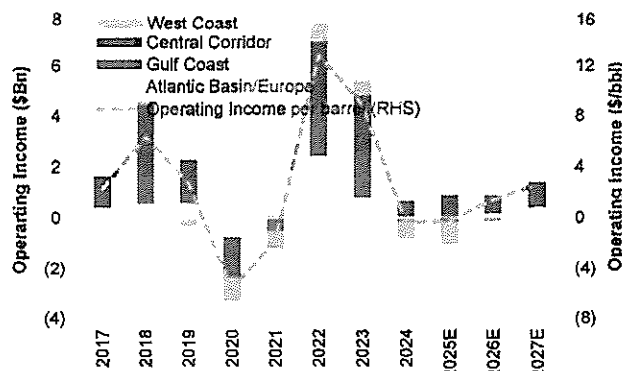 8
6
4
2
0
(2)
(4)
Operarting Income ($Bn)
West Coast
Central Corridor
Gulf Coast
Atlantic Basin/Europe
Operating Income per barrel (RHS)
16
12
8
4
0
(4)
(8)
Operating Income ($/bbl)
2017
2018
2019
2020
2021
2022
2023
2024
2025E
2026E
2027E